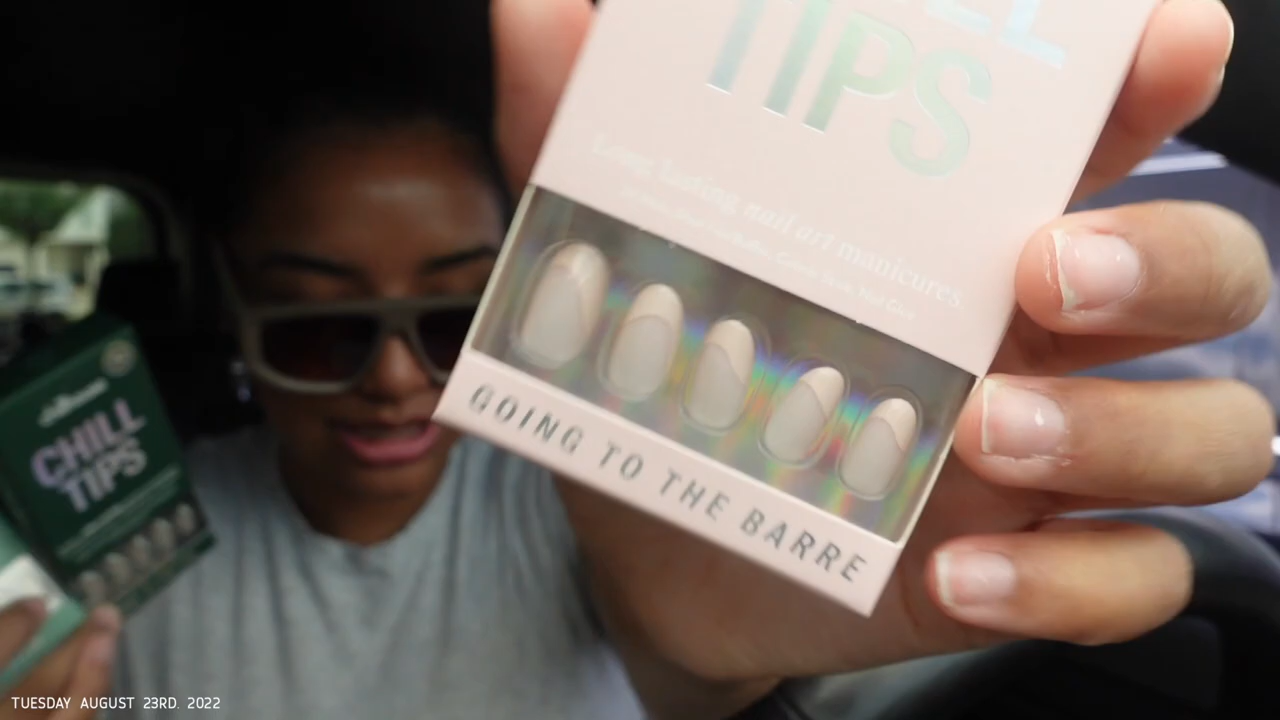 TIPS
Long lasting nail art manicures
GOING TO THE BARRE
CHILL
TIPS
TUESDAY AUGUST 23RD. 2022